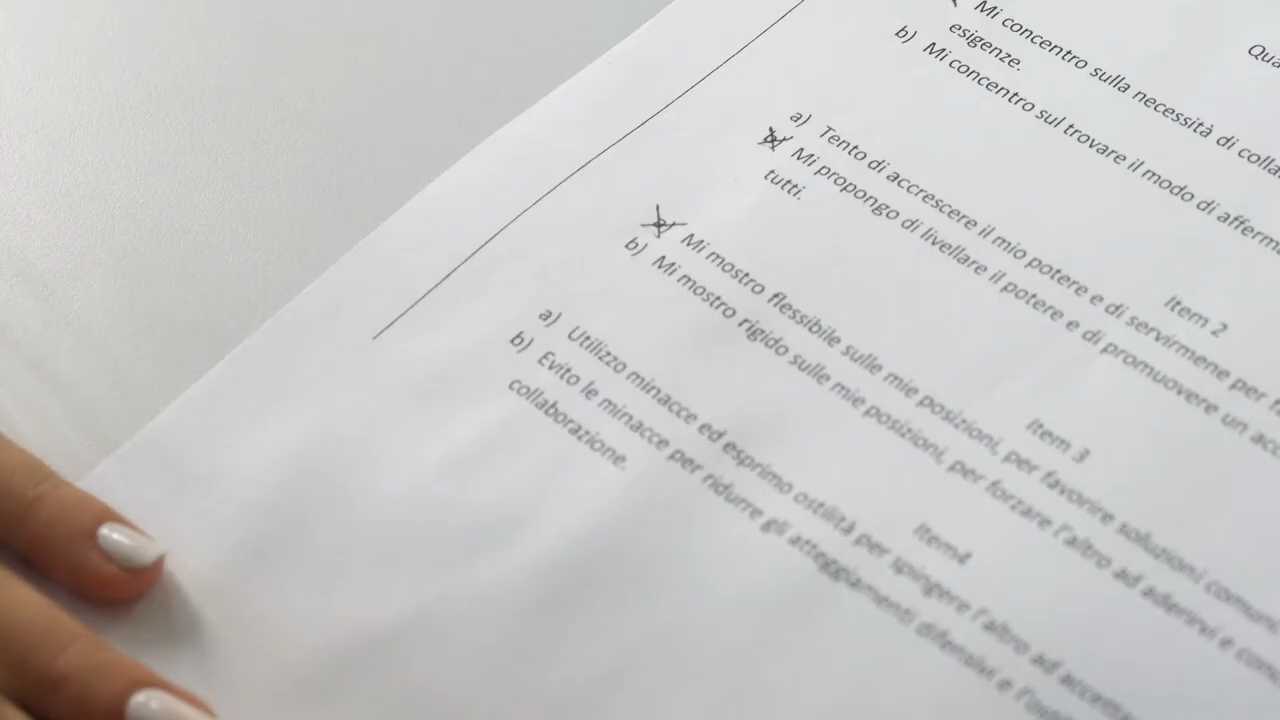 Qua
Mi concentro sulla necessità di colla
esigenze.
b) Mi concentro sul trovare il modo di afferm
Item 2
a) Tento di accrescere il mio potere e di servirmene per
b) Mi propongo di livellare il potere e di promuovere un acc
tutti.
Item 3
a) Mi mostro flessibile sulle mie posizioni, per favorire soluzioni comuni
b) Mi mostro rigido sulle mie posizioni, per forzare l'altro ad aderirvi e con
Item4
a) Utilizzo minacce ed esprimo ostilità per spingere l'altro ad accetta
b) Evito le minacce per ridurre gli atteggiamenti difensivi e
collaborazione.